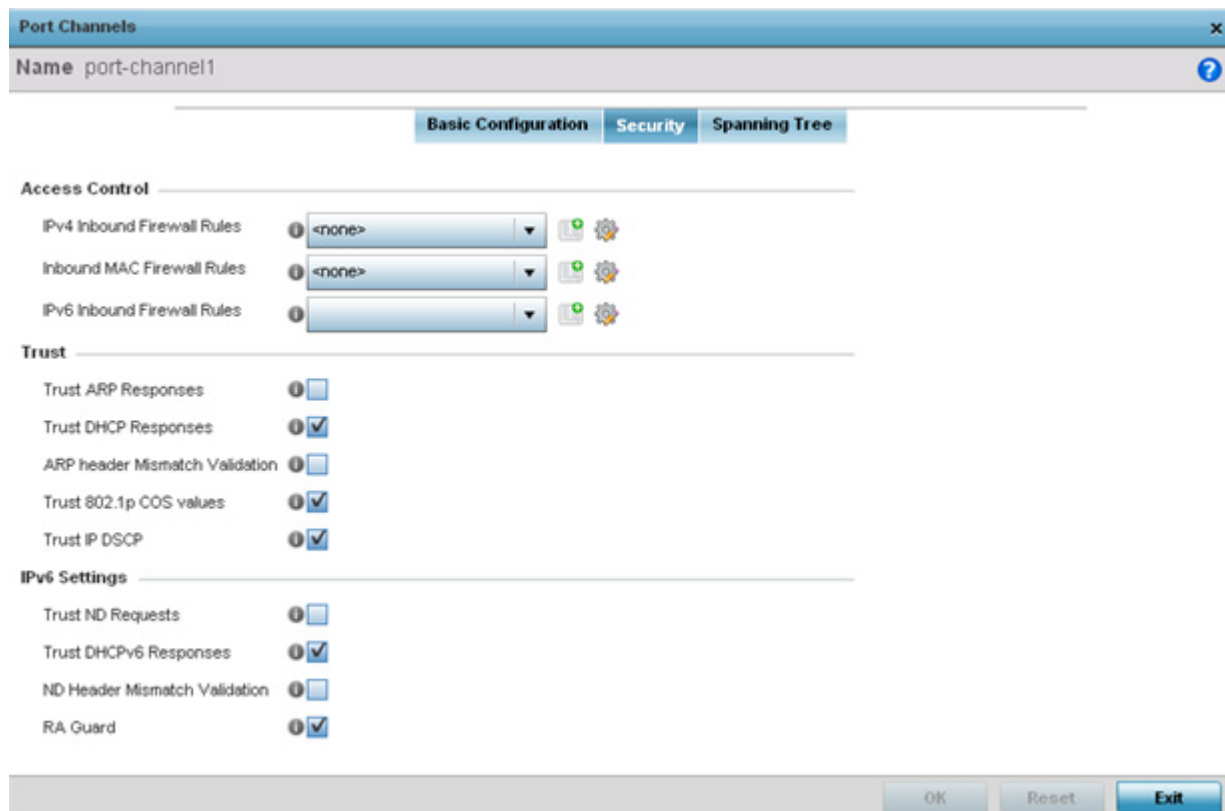 Port Channels
Name port-channel1
Basic Configuration Security Spanning Tree
Access Control
IPv4 Inbound Firewall Rules <none>
Inbound MAC Firewall Rules <none>
IPv6 Inbound Firewall Rules
Trust
Trust ARP Responses
Trust DHCP Responses
ARP header Mismatch Validation
Trust 802.1p COS values
Trust IP DSCP
IPv6 Settings
Trust ND Requests
Trust DHCPv6 Responses
ND Header Mismatch Validation
RA Guard
OK Reset Exit